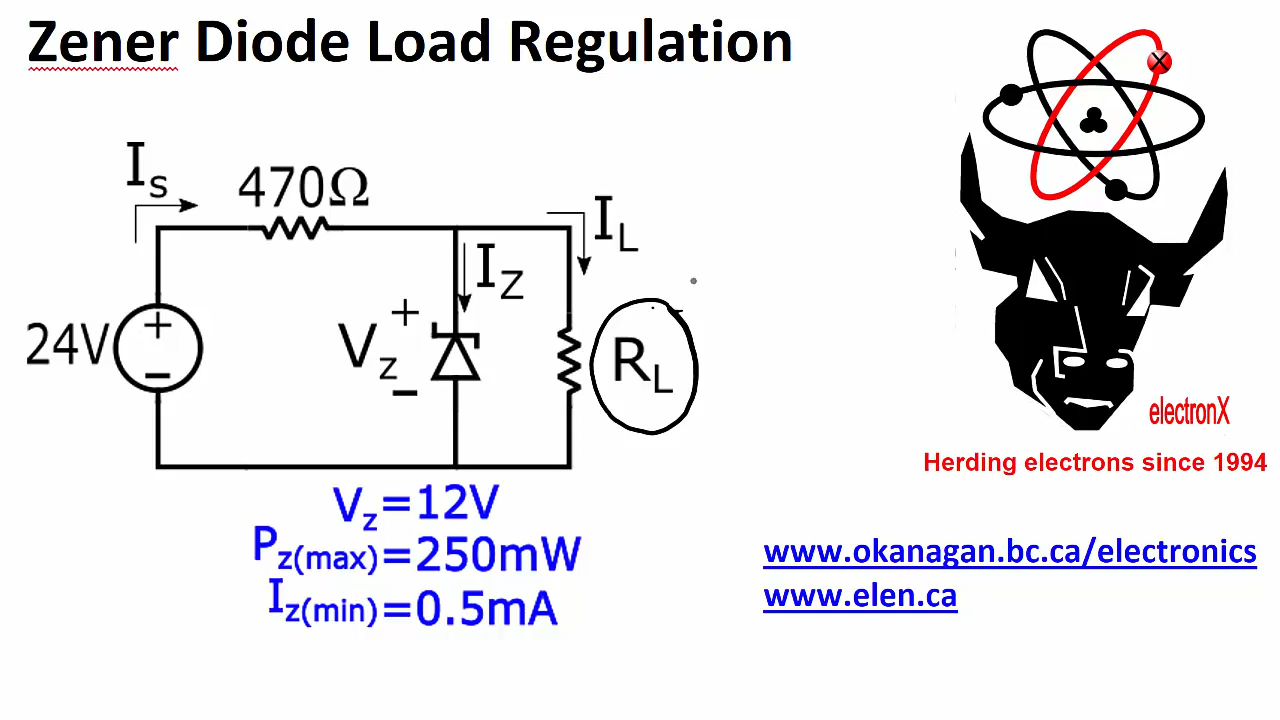 Zener Diode Load Regulation
Is
470Ω
IL
IZ
24V
+
−
Vz
+
−
RL
X
electronX
Herding electrons since 1994
Vz=12V
Pz(max)=250mW
Iz(min)=0.5mA
www.okanagan.bc.ca/electronics
www.elen.ca